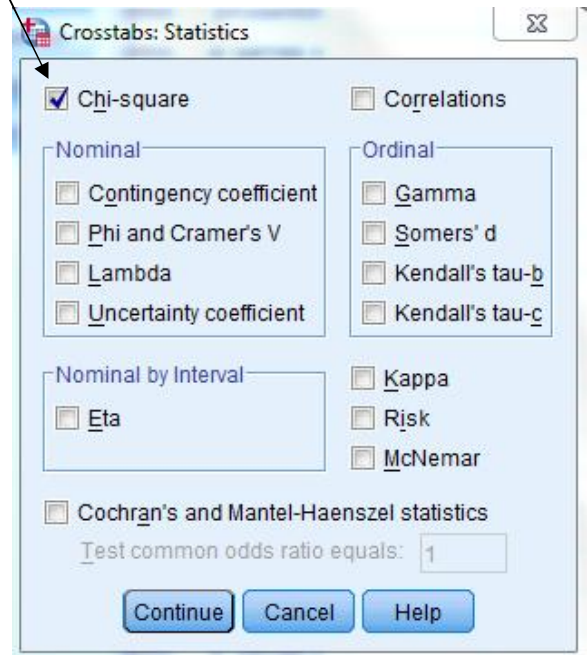 Crosstabs: Statistics
Chi-square
Correlations
Nominal
Contingency coefficient
Phi and Cramer's V
Lambda
Uncertainty coefficient
Ordinal
Gamma
Somers' d
Kendall's tau-b
Kendall's tau-c
Nominal by Interval
Eta
Kappa
Risk
McNemar
Cochran's and Mantel-Haenszel statistics
Test common odds ratio equals: 1
Continue Cancel Help